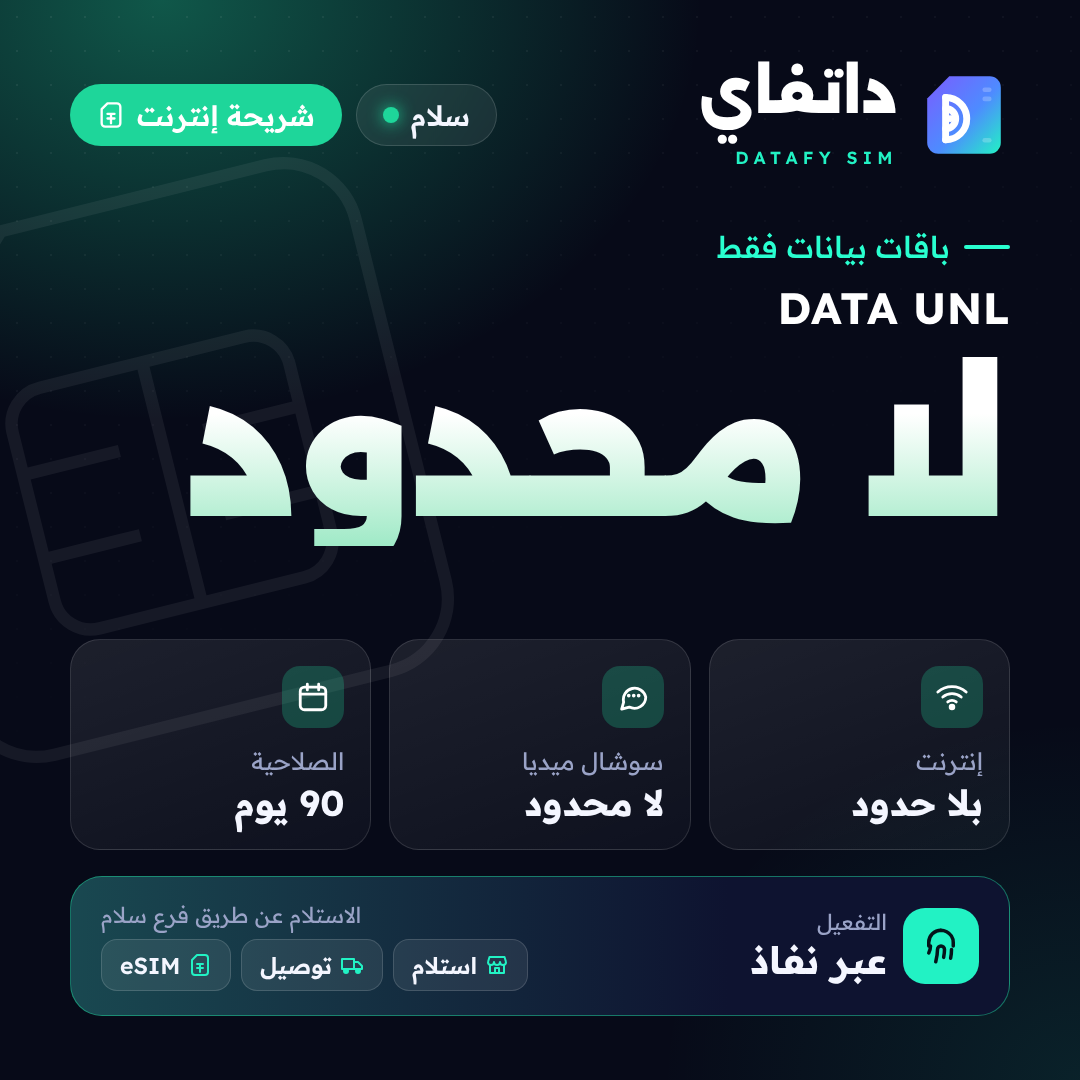 داتفاي
DATAFY SIM
سلام
شريحة إنترنت
باقات بيانات فقط
DATA UNL
لا محدود
إنترنت
بلا حدود
سوشال ميديا
لا محدود
الصلاحية
90 يوم
التفعيل
عبر نفاذ
الاستلام عن طريق فرع سلام
استلام
توصيل
eSIM